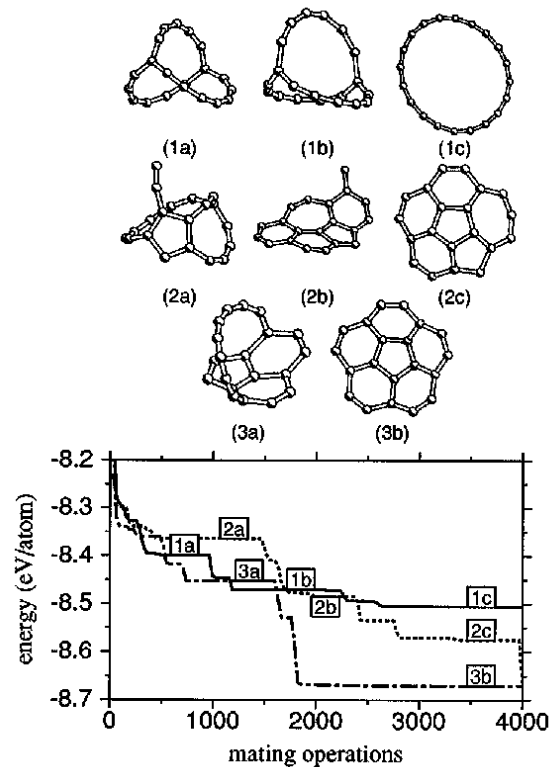 (1a) (1b) (1c)
(2a) (2b) (2c)
(3a) (3b)
energy (eV/atom)
-8.2
-8.3
-8.4
-8.5
-8.6
-8.7
2a
1a
3a
1b
2b
1c
2c
3b
0 1000 2000 3000 4000
mating operations